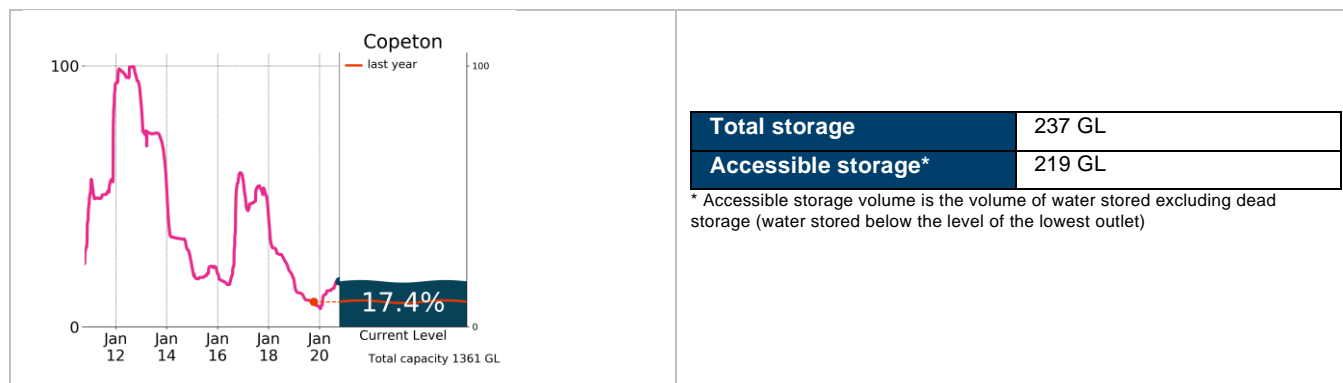 Copeton
last year
100
100
17.4%
0
0
Jan
12
Jan
14
Jan
16
Jan
18
Jan
20
Current Level
Total capacity 1361 GL
Total storage 237 GL
Accessible storage* 219 GL
* Accessible storage volume is the volume of water stored excluding dead
storage (water stored below the level of the lowest outlet)